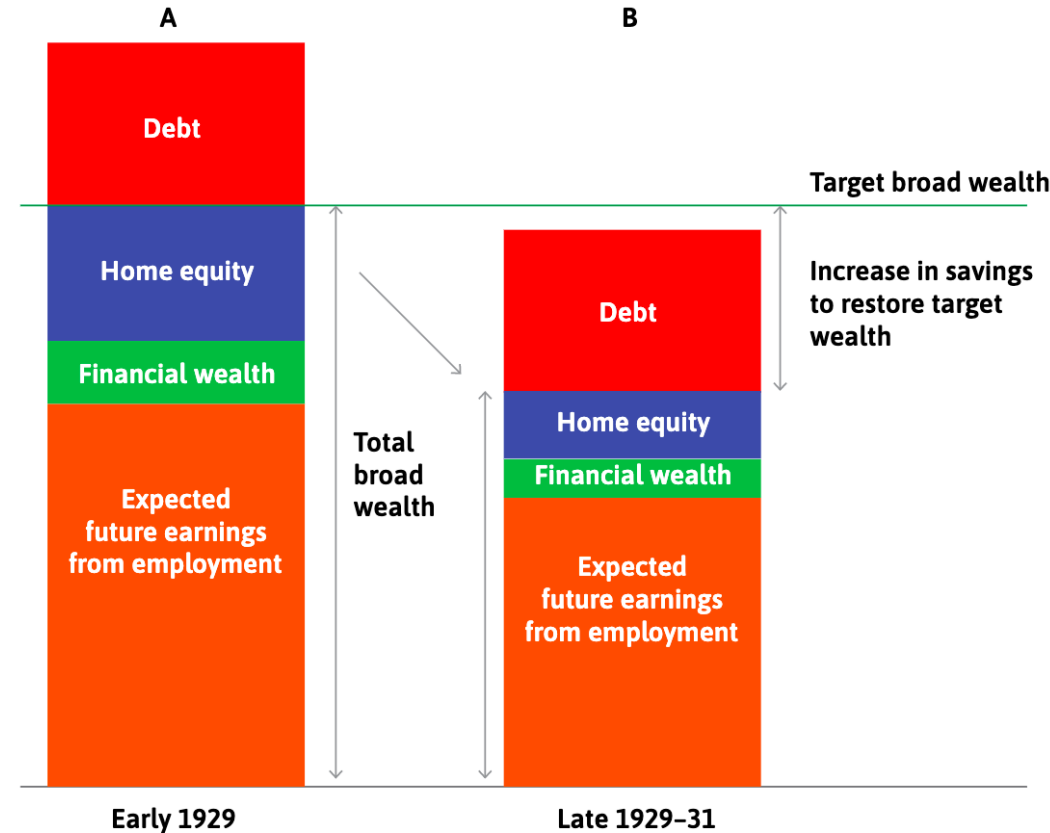 A
B
Debt
Target broad wealth
Home equity
Increase in savings
to restore target
wealth
Debt
Financial wealth
Home equity
Total
broad
wealth
Financial wealth
Expected
future earnings
from employment
Expected
future earnings
from employment
Early 1929
Late 1929–31